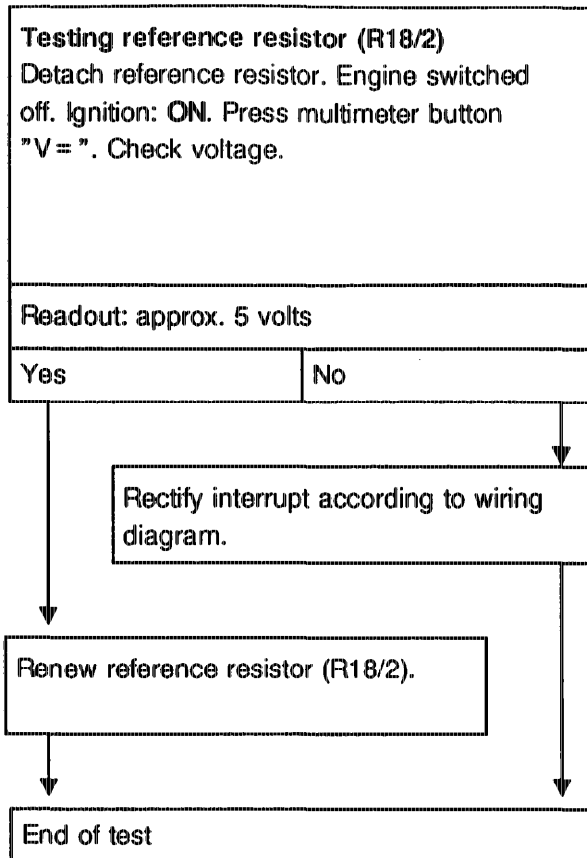 Testing reference resistor (R18/2)
Detach reference resistor. Engine switched
off. Ignition: ON. Press multimeter button
"V = ". Check voltage.
Readout: approx. 5 volts
Yes
No
Rectify interrupt according to wiring
diagram.
Renew reference resistor (R18/2).
End of test